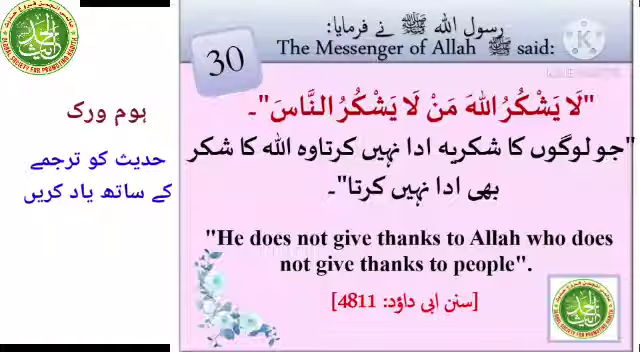 ہوم ورک
حدیث کو ترجمے
کے ساتھ یاد کریں
30
رسول اللہ ﷺ نے فرمایا:
The Messenger of Allah ﷺ said:
"لَا يَشْكُرُ اللهَ مَنْ لَا يَشْكُرُ النَّاسَ"۔
"جو لوگوں کا شکریہ ادا نہیں کرتا وہ اللہ کا شکر
بھی ادا نہیں کرتا"۔
"He does not give thanks to Allah who does
not give thanks to people".
[سنن ابی داؤد: 4811]